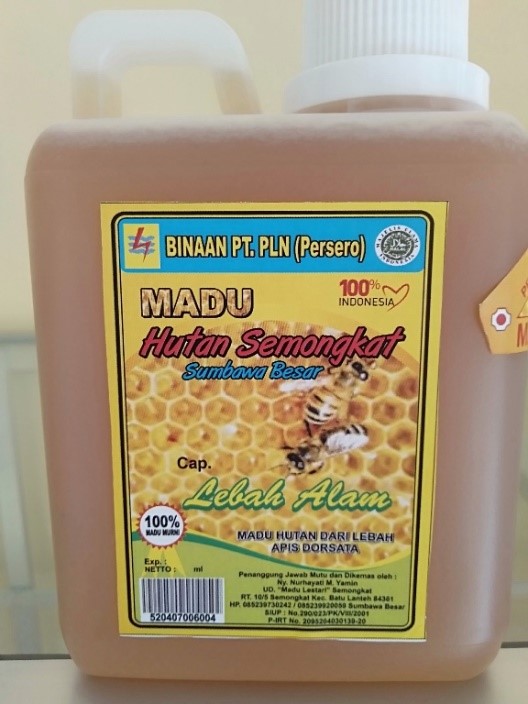 BINAAN PT. PLN (Persero)
MADU
100%
INDONESIA
Hutan Semongkat
Sumbawa Besar
Cap.
Lebah Alam
100%
MADU MURNI
MADU HUTAN DARI LEBAH
APIS DORSATA
Exp. :
NETTO : ml
Penanggung Jawab Mutu dan Dikemas oleh :
Ny. Nurhayati M. Yamin
UD. "Madu Lestari" Semongkat
RT. 10/5 Semongkat Kec. Batu Lanteh 84361
HP. 085239730242 / 085239920059 Sumbawa Besar
SIUP : No.290/023/PK/VIII/2001
P-IRT No. 2095204030139-20
520407006004